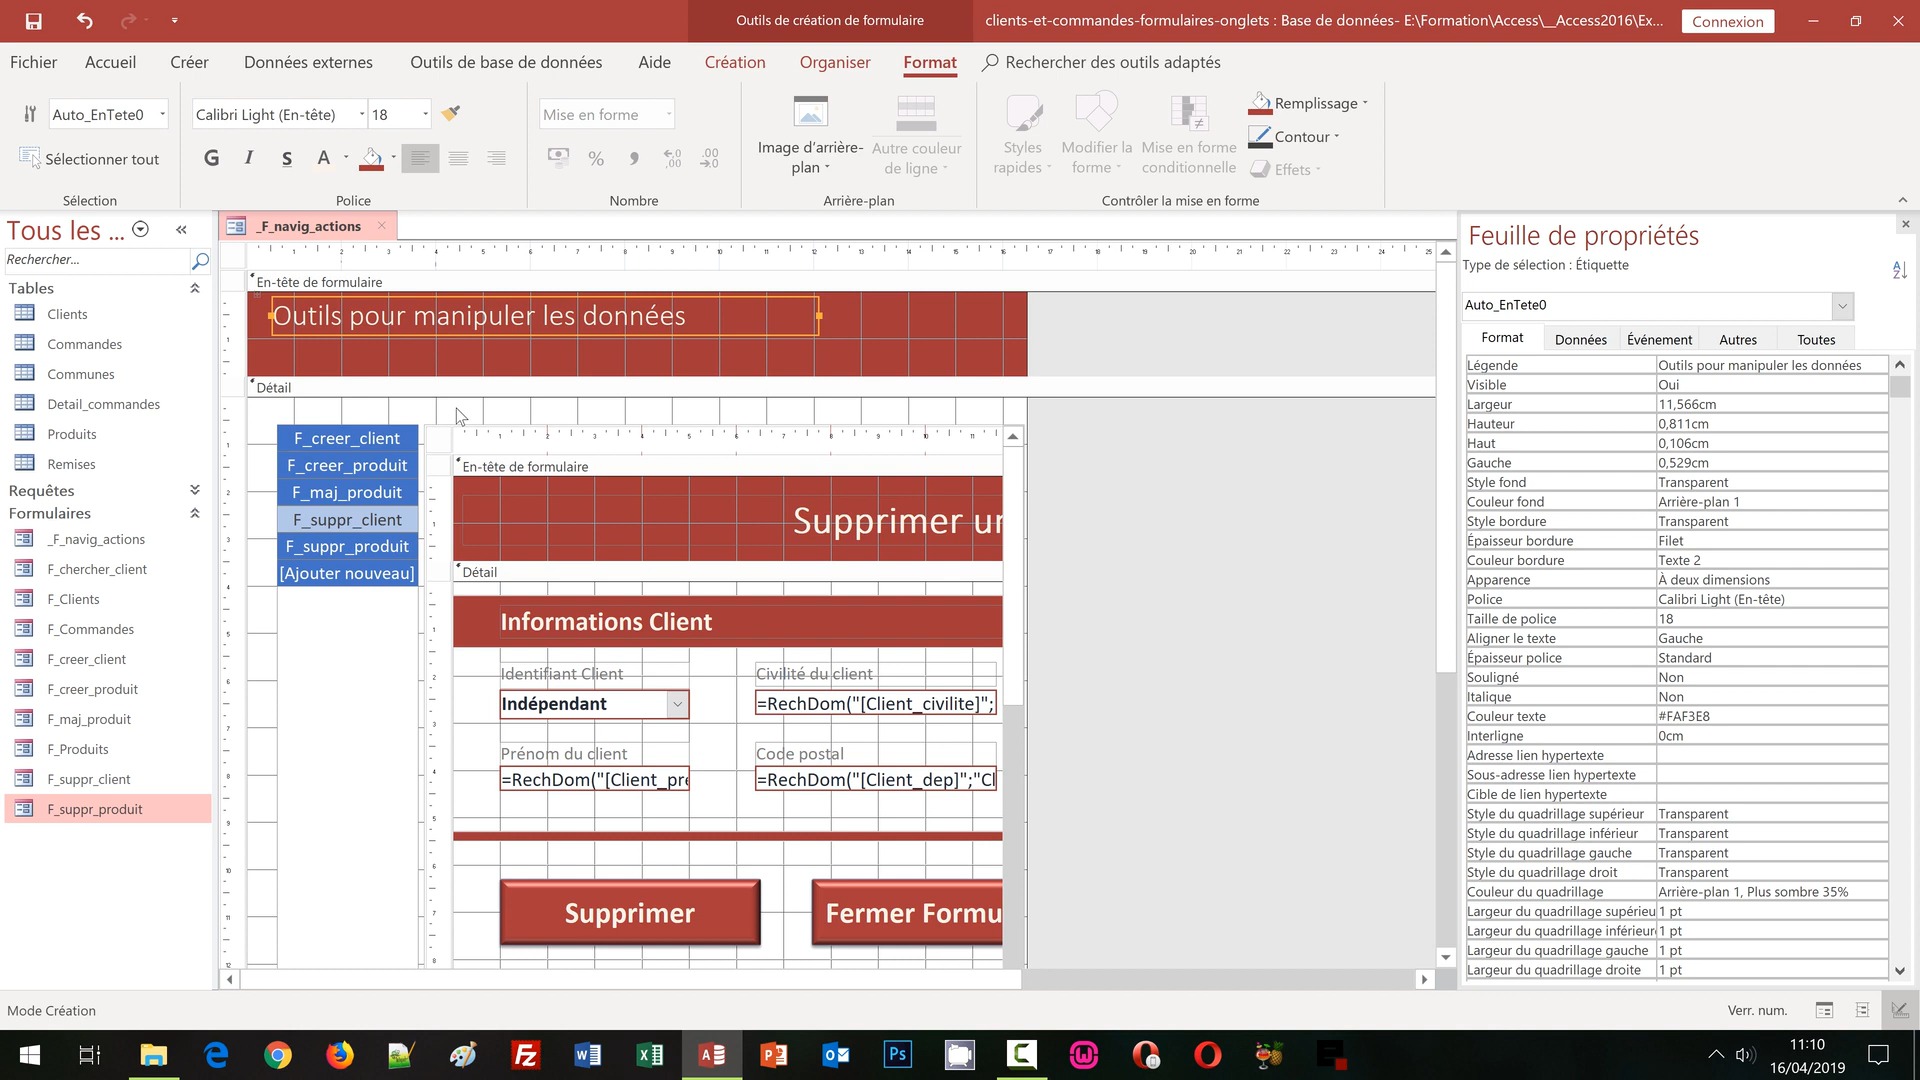 Outils de création de formulaire
clients-et-commandes-formulaires-onglets : Base de données- E:\Formation\Access\__Access2016\Ex...
Connexion
Fichier
Accueil
Créer
Données externes
Outils de base de données
Aide
Création
Organiser
Format
Rechercher des outils adaptés
Auto_EnTete0
Sélectionner tout
Sélection
Calibri Light (En-tête)
18
G I S A
Police
Mise en forme
%
Nombre
Image d'arrière-
plan
Autre couleur
de ligne
Arrière-plan
Styles
rapides
Modifier la
forme
Mise en forme
conditionnelle
Remplissage
Contour
Effets
Contrôler la mise en forme
Tous les ...
Rechercher...
Tables
Clients
Commandes
Communes
Detail_commandes
Produits
Remises
Requêtes
Formulaires
_F_navig_actions
F_chercher_client
F_Clients
F_Commandes
F_creer_client
F_creer_produit
F_maj_produit
F_Produits
F_suppr_client
F_suppr_produit
_F_navig_actions
En-tête de formulaire
Outils pour manipuler les données
Détail
F_creer_client
F_creer_produit
F_maj_produit
F_suppr_client
F_suppr_produit
[Ajouter nouveau]
En-tête de formulaire
Supprimer un
Détail
Informations Client
Identifiant Client
Civilité du client
Indépendant
=RechDom("[Client_civilite]";
Prénom du client
Code postal
=RechDom("[Client_pre
=RechDom("[Client_dep]";"Cl
Supprimer
Fermer Formu
Feuille de propriétés
Type de sélection : Étiquette
Auto_EnTete0
Format
Données
Événement
Autres
Toutes
Légende Outils pour manipuler les données
Visible Oui
Largeur 11,566cm
Hauteur 0,811cm
Haut 0,106cm
Gauche 0,529cm
Style fond Transparent
Couleur fond Arrière-plan 1
Style bordure Transparent
Épaisseur bordure Filet
Couleur bordure Texte 2
Apparence À deux dimensions
Police Calibri Light (En-tête)
Taille de police 18
Aligner le texte Gauche
Épaisseur police Standard
Souligné Non
Italique Non
Couleur texte #FAF3E8
Interligne 0cm
Adresse lien hypertexte
Sous-adresse lien hypertexte
Cible de lien hypertexte
Style du quadrillage supérieur Transparent
Style du quadrillage inférieur Transparent
Style du quadrillage gauche Transparent
Style du quadrillage droit Transparent
Couleur du quadrillage Arrière-plan 1, Plus sombre 35%
Largeur du quadrillage supérieu 1 pt
Largeur du quadrillage inférieur 1 pt
Largeur du quadrillage gauche 1 pt
Largeur du quadrillage droite 1 pt
Mode Création
Verr. num.
11:10
16/04/2019